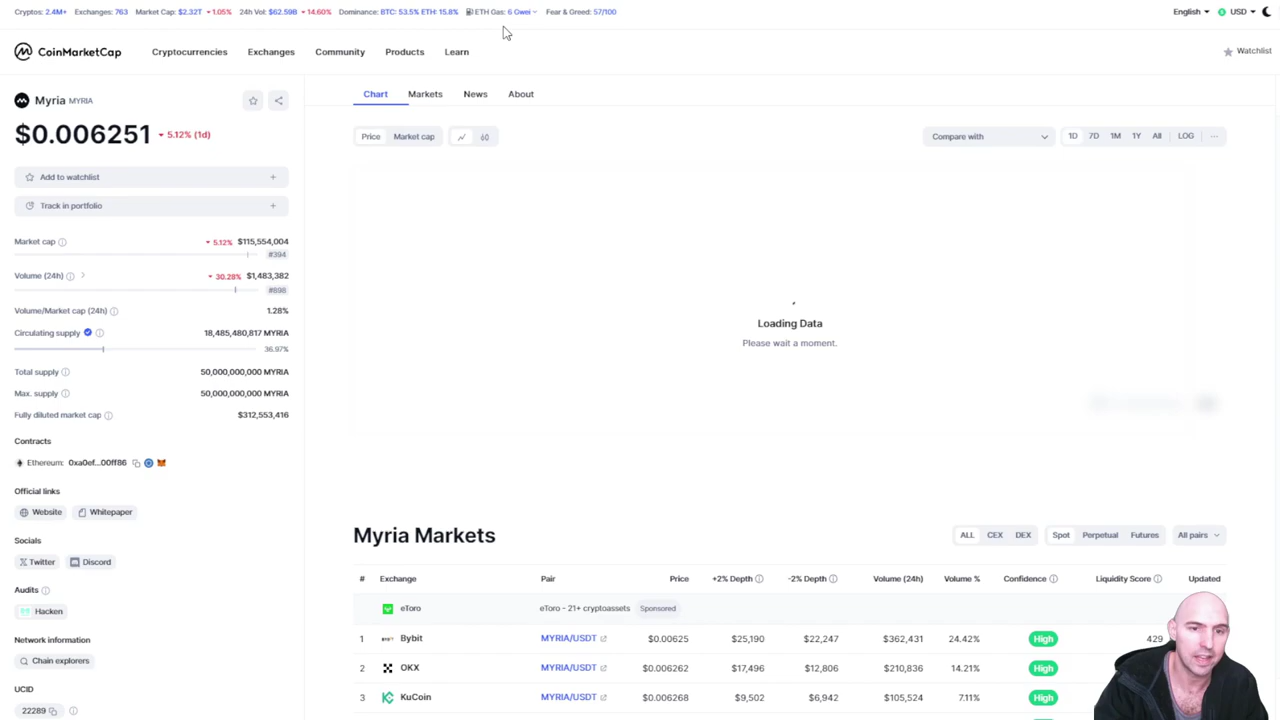 Cryptos: 2.4M+ Exchanges: 763 Market Cap: $2.32T 1.05% 24h Vol: $62.59B 14.60% Dominance: BTC: 53.5% ETH: 15.8% ETH Gas: 6 Gwei Fear & Greed: 57/100 English USD
CoinMarketCap Cryptocurrencies Exchanges Community Products Learn Watchlist
Myria MYRIA
Chart Markets News About
$0.006251 5.12% (1d)
Price Market cap Compare with 1D 7D 1M 1Y All LOG ...
Add to watchlist +
Track in portfolio +
Market cap 5.12% $115,554,004
#394
Volume (24h) 30.28% $1,483,382
#898
Volume/Market cap (24h) 1.28%
Circulating supply 18,485,480,817 MYRIA
36.97%
Loading Data
Please wait a moment.
Total supply 50,000,000,000 MYRIA
Max. supply 50,000,000,000 MYRIA
Fully diluted market cap $312,553,416
Contracts
Ethereum: 0xa0ef...00ff86
Official links
Website Whitepaper
Socials
Twitter Discord
Audits
Hacken
Network information
Chain explorers
UCID
22289
Myria Markets ALL CEX DEX Spot Perpetual Futures All pairs
# Exchange Pair Price +2% Depth -2% Depth Volume (24h) Volume % Confidence Liquidity Score Updated
eToro eToro - 21+ cryptoassets Sponsored
1 Bybit MYRIA/USDT $0.00625 $25,190 $22,247 $362,431 24.42% High 429
2 OKX MYRIA/USDT $0.006262 $17,496 $12,806 $210,836 14.21% High
3 KuCoin MYRIA/USDT $0.006268 $9,502 $6,942 $105,524 7.11% High